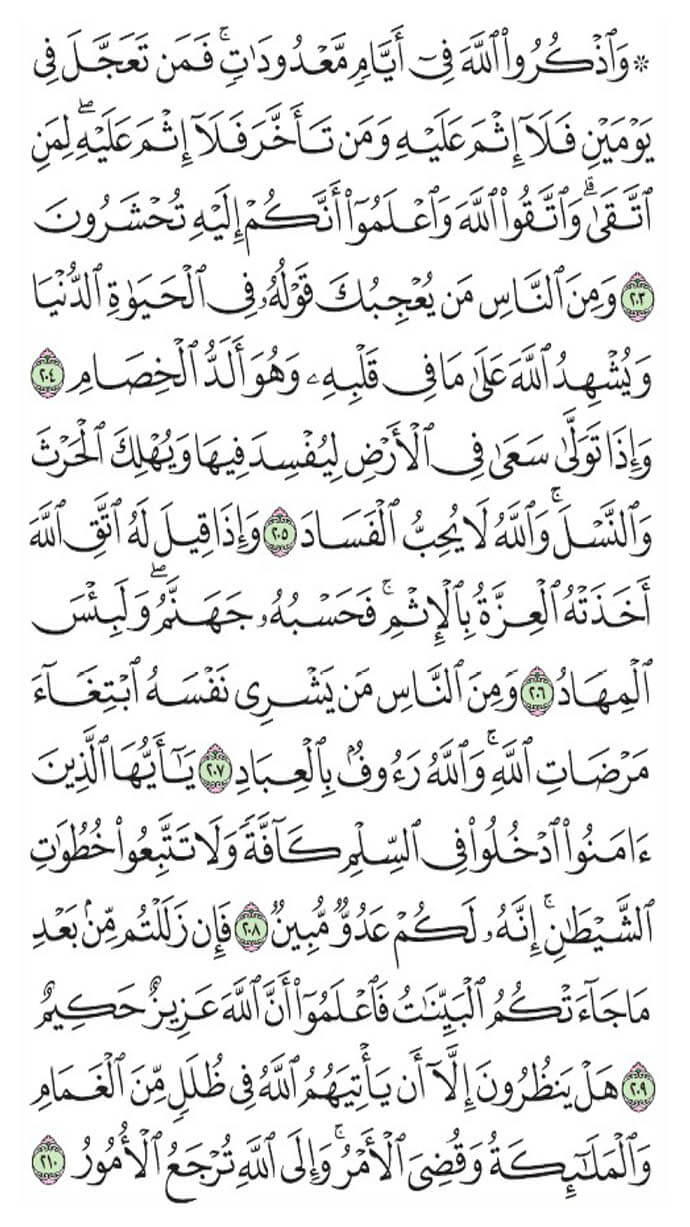 ۞ وَٱذْكُرُوا۟ ٱللَّهَ فِىٓ أَيَّامٍ مَّعْدُودَٰتٍ ۚ فَمَن تَعَجَّلَ فِى
يَوْمَيْنِ فَلَآ إِثْمَ عَلَيْهِ وَمَن تَأَخَّرَ فَلَآ إِثْمَ عَلَيْهِ ۖ لِمَنِ
ٱتَّقَىٰ ۗ وَٱتَّقُوا۟ ٱللَّهَ وَٱعْلَمُوٓا۟ أَنَّكُمْ إِلَيْهِ تُحْشَرُونَ
٢٠٣ وَمِنَ ٱلنَّاسِ مَن يُعْجِبُكَ قَوْلُهُۥ فِى ٱلْحَيَوٰةِ ٱلدُّنْيَا
وَيُشْهِدُ ٱللَّهَ عَلَىٰ مَا فِى قَلْبِهِۦ وَهُوَ أَلَدُّ ٱلْخِصَامِ ٢٠٤
وَإِذَا تَوَلَّىٰ سَعَىٰ فِى ٱلْأَرْضِ لِيُفْسِدَ فِيهَا وَيُهْلِكَ ٱلْحَرْثَ
وَٱلنَّسْلَ ۗ وَٱللَّهُ لَا يُحِبُّ ٱلْفَسَادَ ٢٠٥ وَإِذَا قِيلَ لَهُ ٱتَّقِ ٱللَّهَ
أَخَذَتْهُ ٱلْعِزَّةُ بِٱلْإِثْمِ ۚ فَحَسْبُهُۥ جَهَنَّمُ ۖ وَلَبِئْسَ
ٱلْمِهَادُ ٢٠٦ وَمِنَ ٱلنَّاسِ مَن يَشْرِى نَفْسَهُ ٱبْتِغَآءَ
مَرْضَاتِ ٱللَّهِ ۗ وَٱللَّهُ رَءُوفٌۢ بِٱلْعِبَادِ ٢٠٧ يَٰٓأَيُّهَا ٱلَّذِينَ
ءَامَنُوا۟ ٱدْخُلُوا۟ فِى ٱلسِّلْمِ كَآفَّةً وَلَا تَتَّبِعُوا۟ خُطُوَٰتِ
ٱلشَّيْطَٰنِ ۚ إِنَّهُۥ لَكُمْ عَدُوٌّ مُّبِينٌ ٢٠٨ فَإِن زَلَلْتُم مِّنۢ بَعْدِ
مَا جَآءَتْكُمُ ٱلْبَيِّنَٰتُ فَٱعْلَمُوٓا۟ أَنَّ ٱللَّهَ عَزِيزٌ حَكِيمٌ
٢٠٩ هَلْ يَنظُرُونَ إِلَّآ أَن يَأْتِيَهُمُ ٱللَّهُ فِى ظُلَلٍ مِّنَ ٱلْغَمَامِ
وَٱلْمَلَٰٓئِكَةُ وَقُضِىَ ٱلْأَمْرُ ۚ وَإِلَى ٱللَّهِ تُرْجَعُ ٱلْأُمُورُ ٢١٠